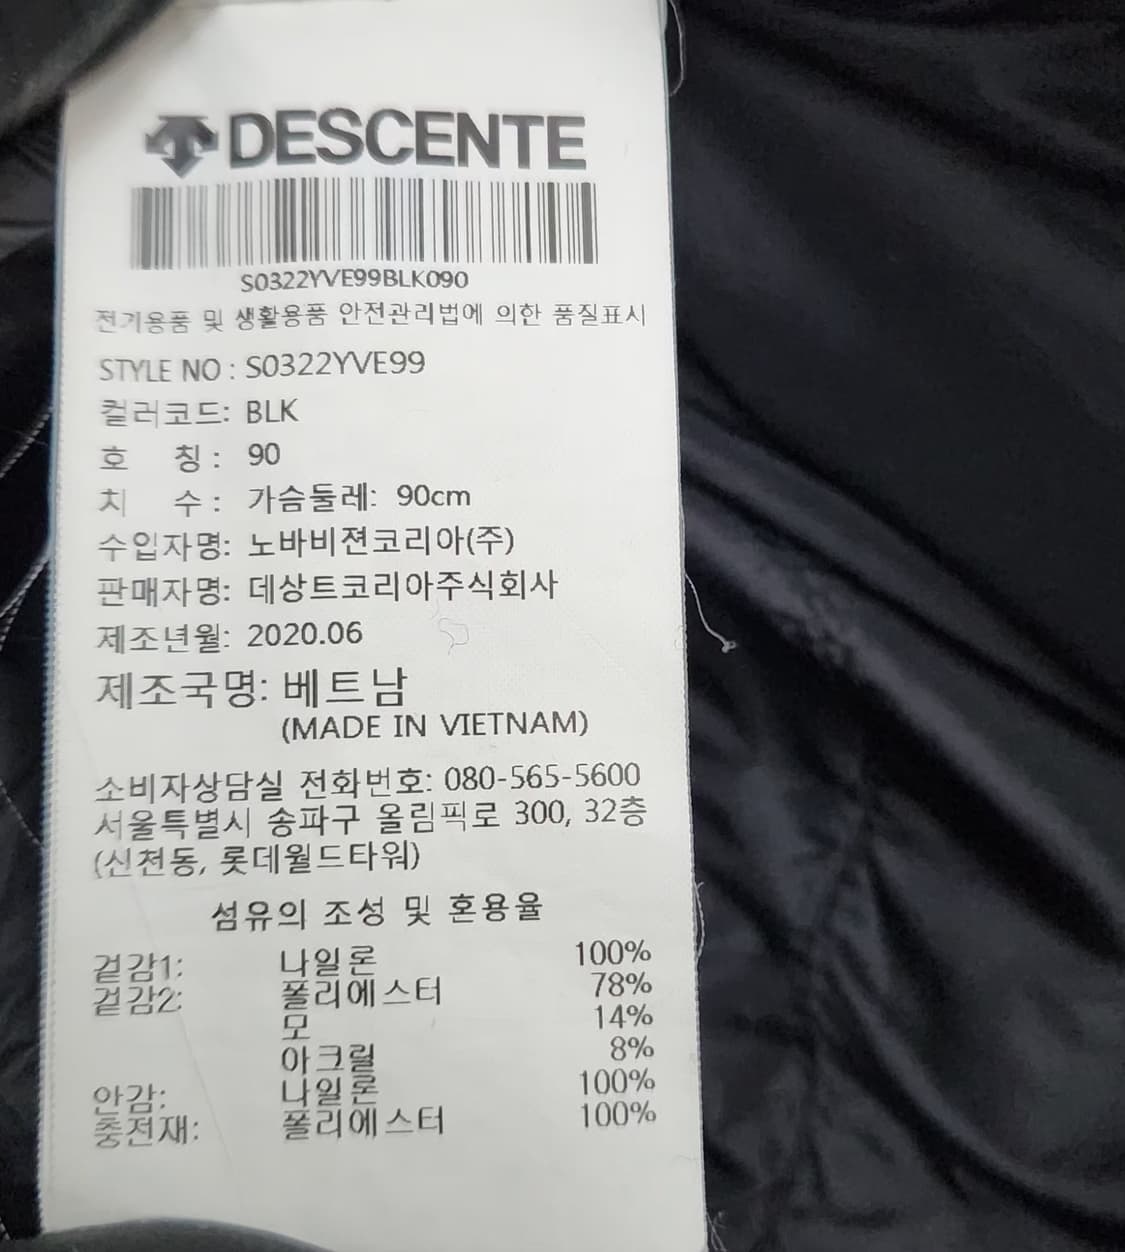 DESCENTE
S0322YVE99BLK090
전기용품 및 생활용품 안전관리법에 의한 품질표시
STYLE NO : S0322YVE99
컬러코드: BLK
호 칭 : 90
치 수 : 가슴둘레: 90cm
수입자명: 노바비젼코리아(주)
판매자명: 데상트코리아주식회사
제조년월: 2020.06
제조국명: 베트남
(MADE IN VIETNAM)
소비자상담실 전화번호: 080-565-5600
서울특별시 송파구 올림픽로 300, 32층
(신천동, 롯데월드타워)
섬유의 조성 및 혼용율
겉감1: 나일론 100%
겉감2: 폴리에스터 78%
모 14%
아크릴 8%
안감: 나일론 100%
충전재: 폴리에스터 100%